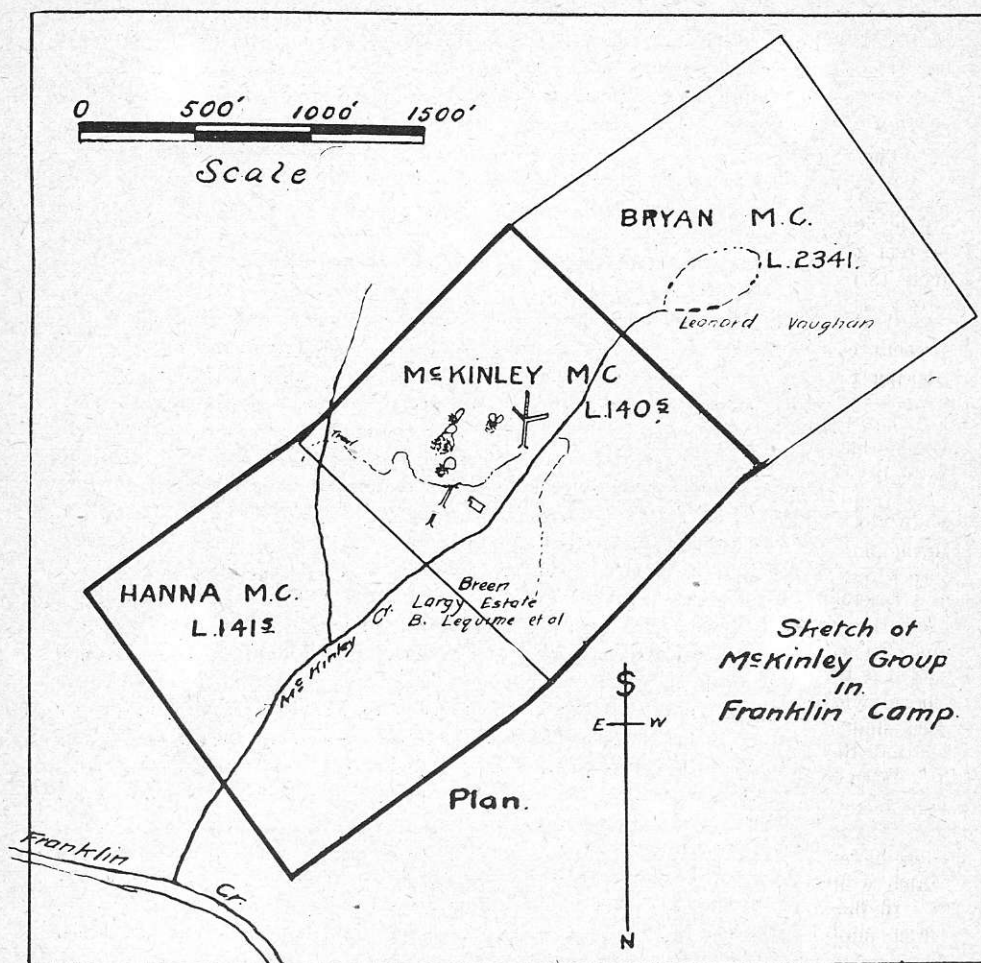 0 500' 1000' 1500'
Scale
BRYAN M.C.
L.2341.
Leonard Vaughan
McKINLEY M C
L.140s
Trail
HANNA M.C.
L.141s
Breen
Largy Estate
B. Lequime et al
McKinley Cr.
Sketch of
McKinley Group
in.
Franklin Camp.
S
E W
N
Plan.
Franklin Cr.